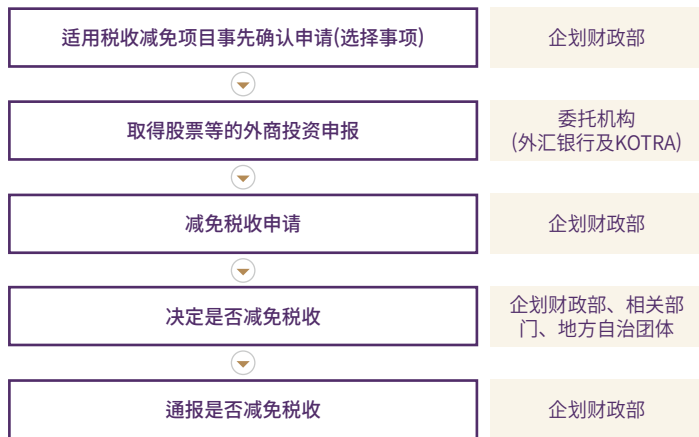 适用税收减免项目事先确认申请(选择事项)
企划财政部
取得股票等的外商投资申报
委托机构
(外汇银行及KOTRA)
减免税收申请
企划财政部
决定是否减免税收
企划财政部、相关部
门、地方自治团体
通报是否减免税收
企划财政部